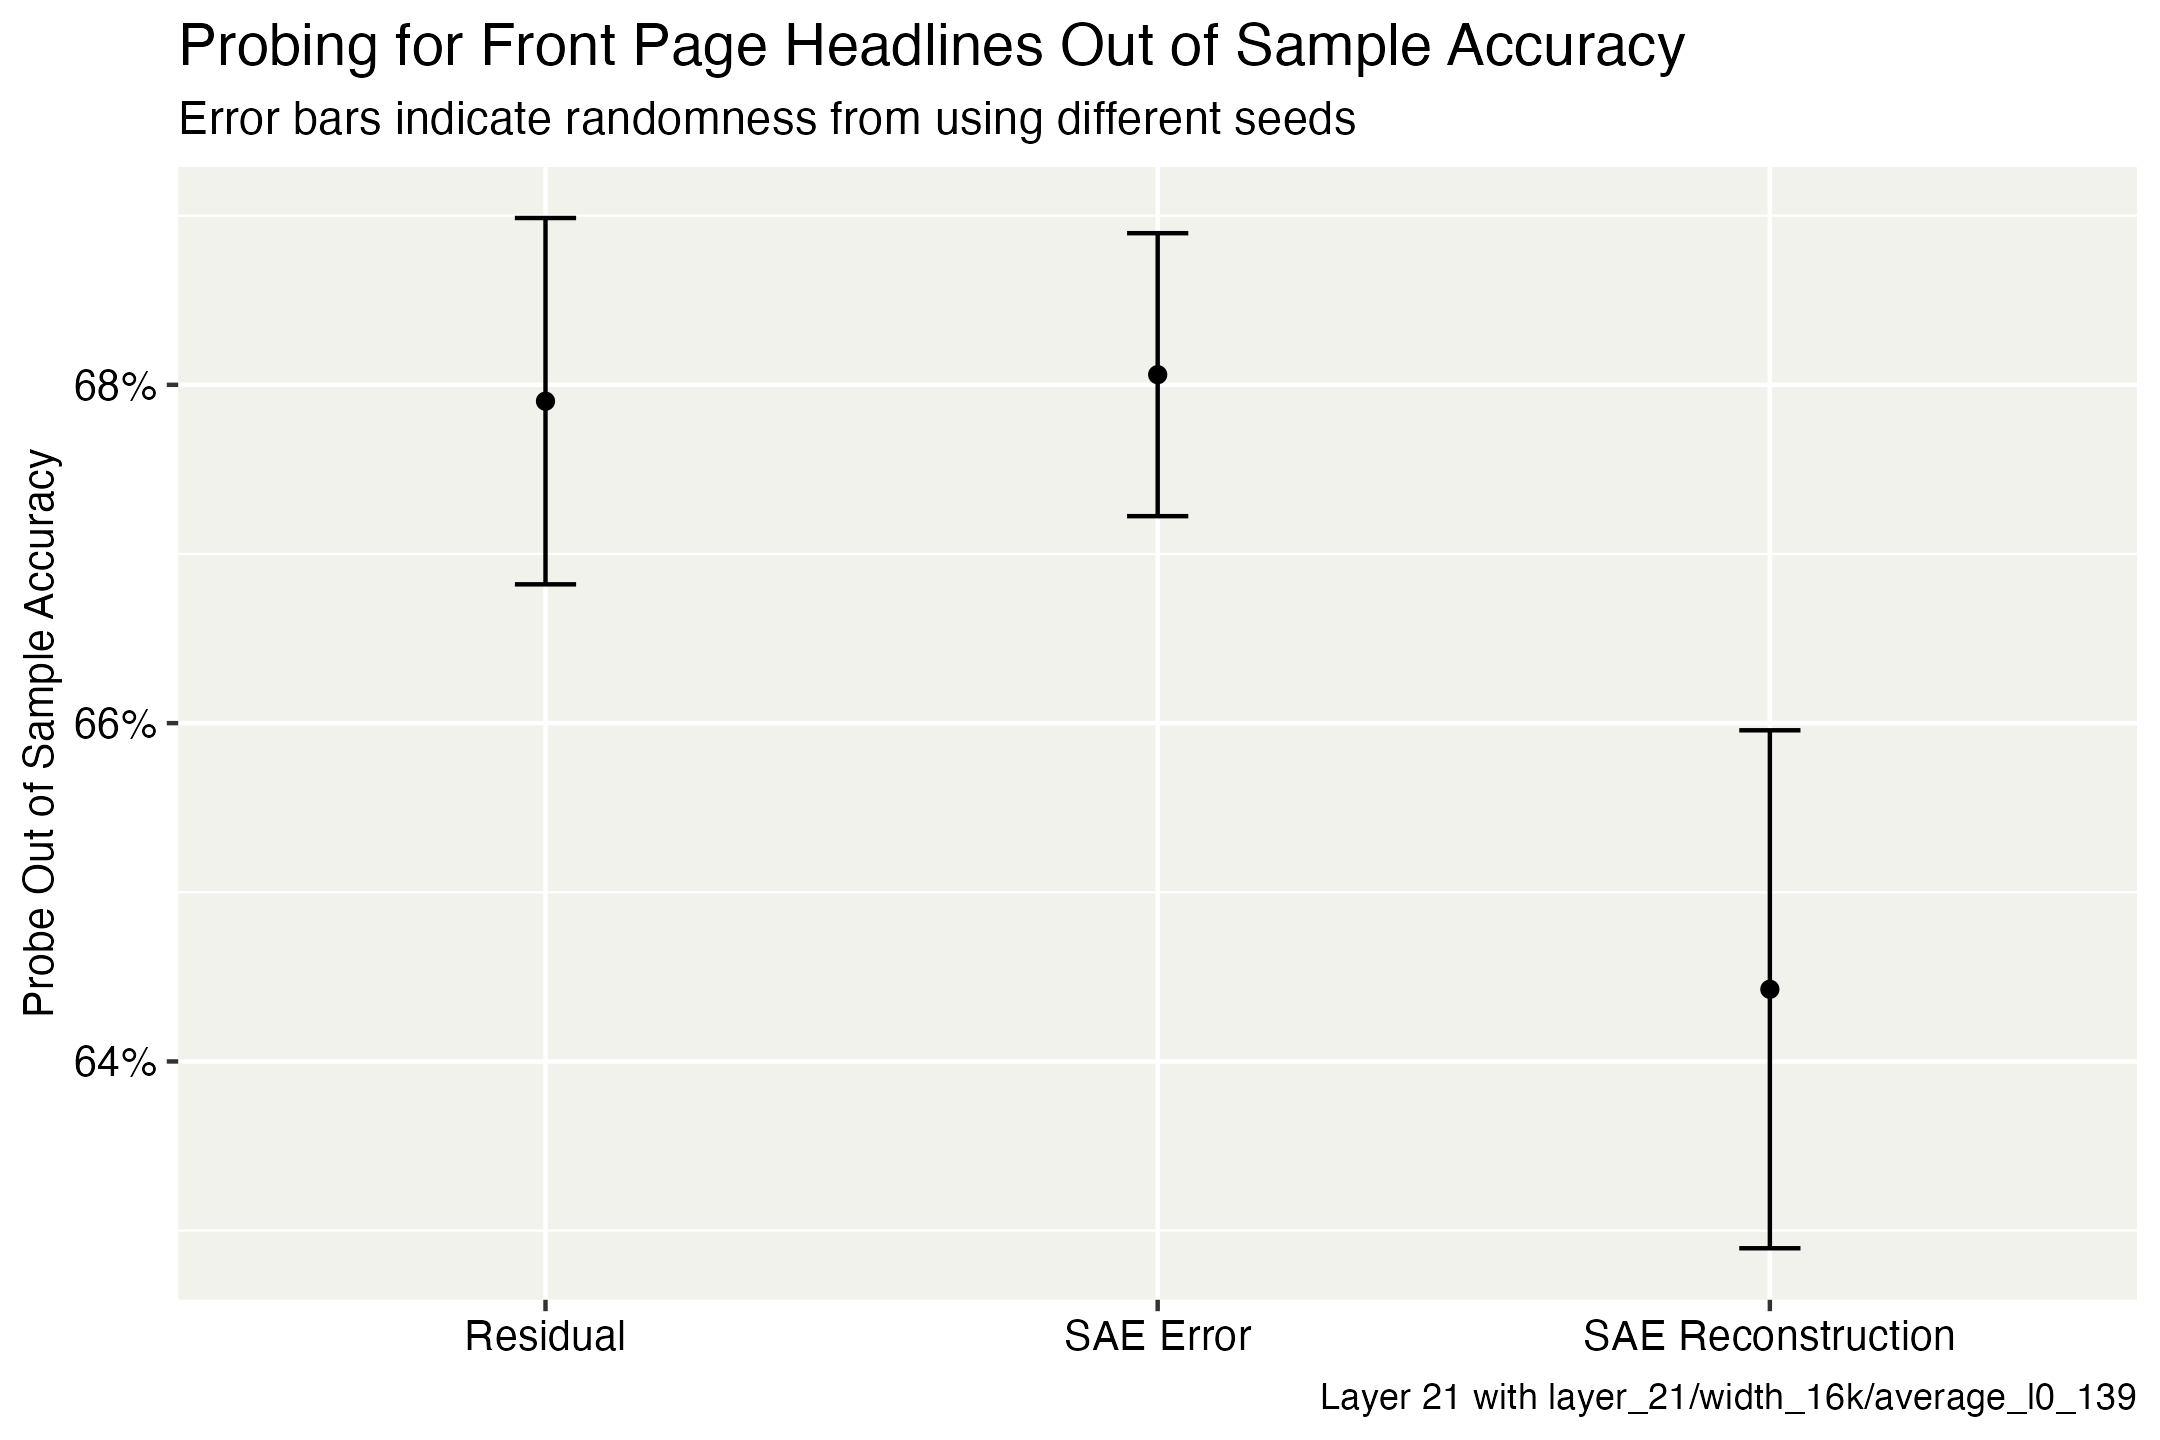 Probing for Front Page Headlines Out of Sample Accuracy
Error bars indicate randomness from using different seeds
Probe Out of Sample Accuracy
68%
66%
64%
Residual
SAE Error
SAE Reconstruction
Layer 21 with layer_21/width_16k/average_l0_139